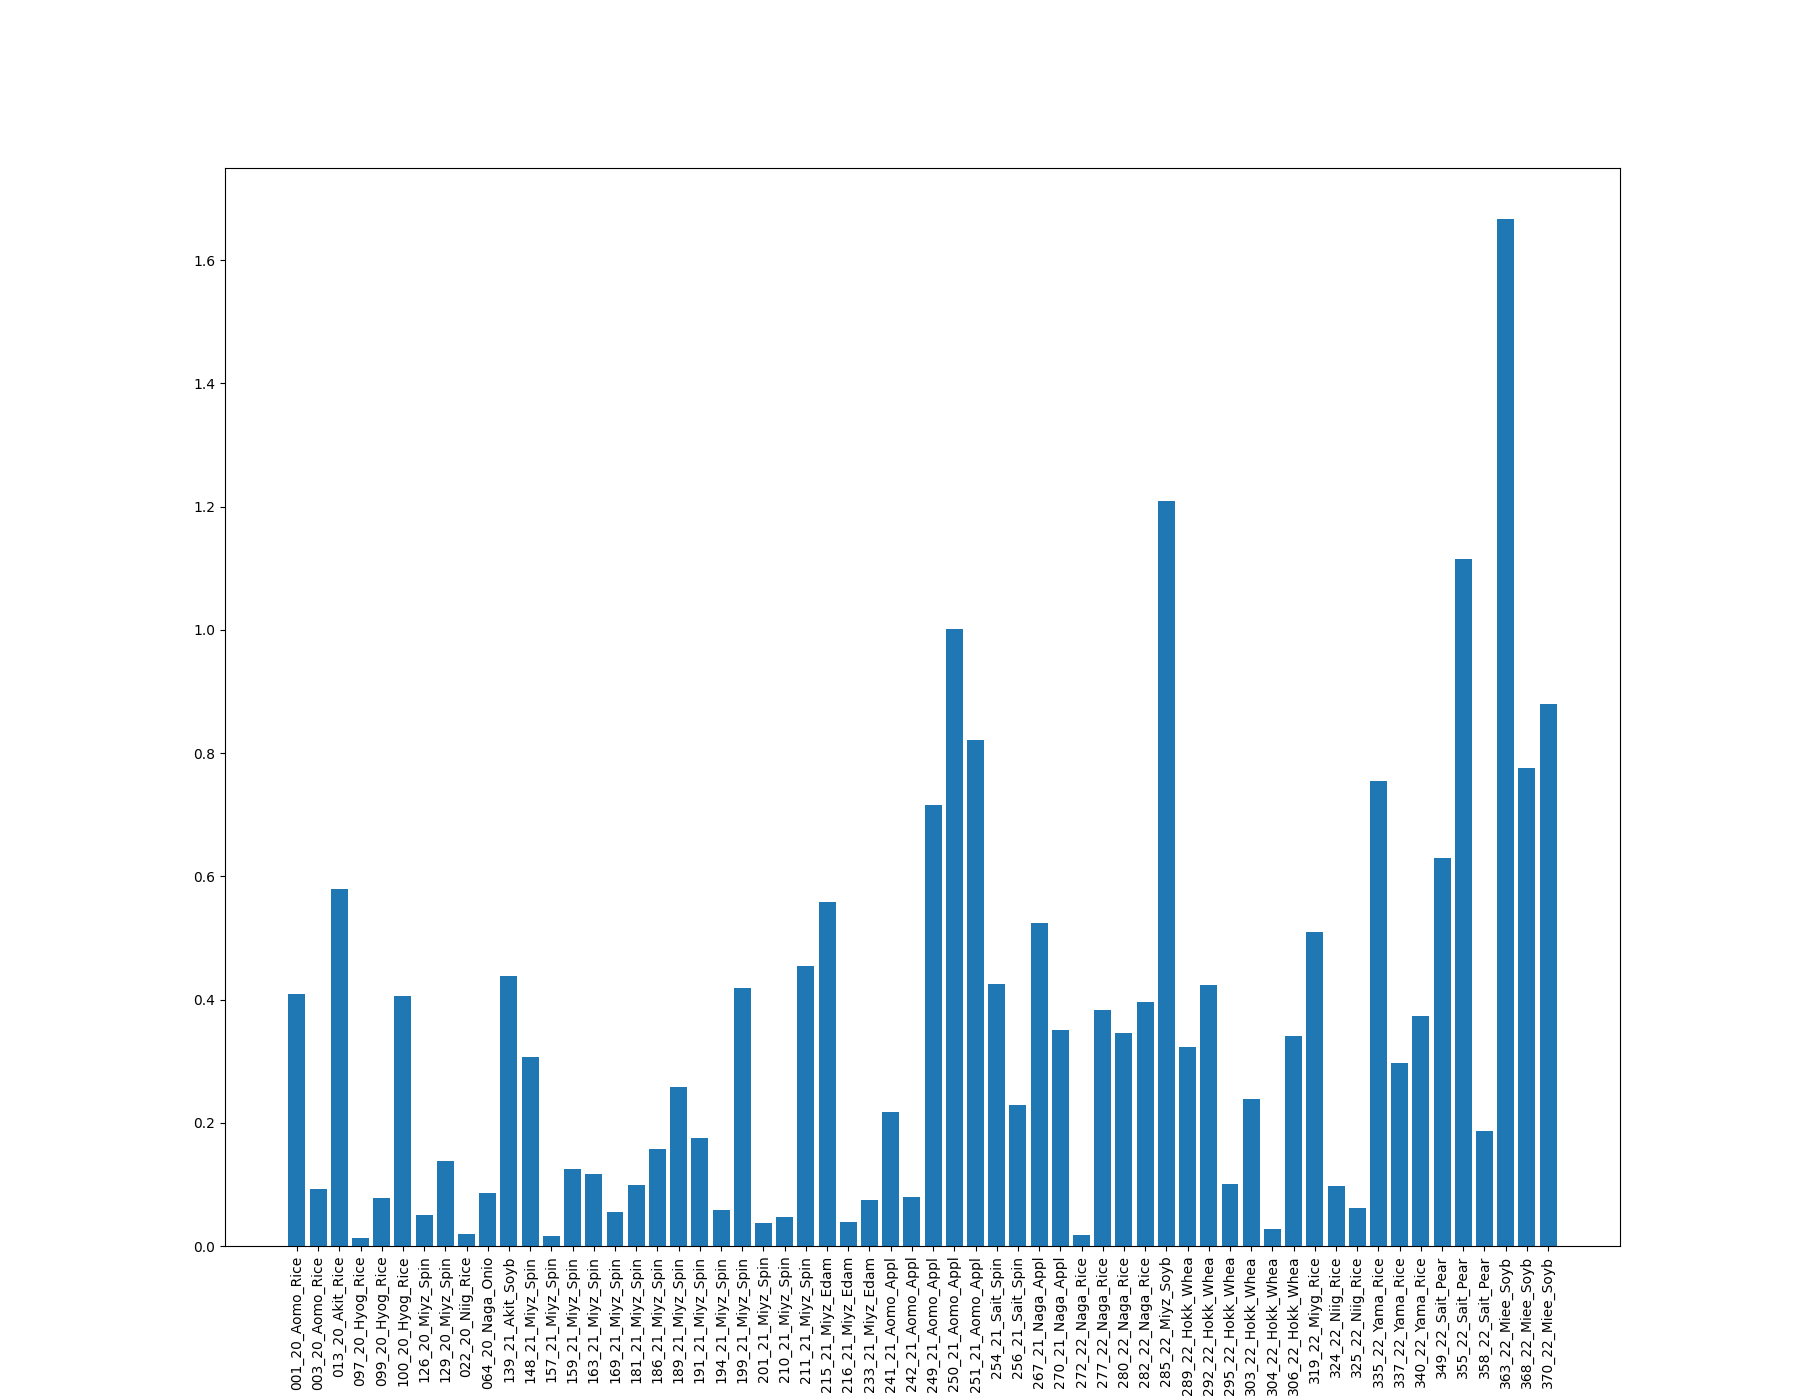 1.6
1.4
1.2
1.0
0.8
0.6
0.4
0.2
0.0
001_20_Aomo_Rice
003_20_Aomo_Rice
013_20_Akit_Rice
097_20_Hyog_Rice
099_20_Hyog_Rice
100_20_Hyog_Rice
126_20_Miyz_Spin
129_20_Miyz_Spin
022_20_Niig_Rice
064_20_Naga_Onio
139_21_Akit_Soyb
148_21_Miyz_Spin
157_21_Miyz_Spin
159_21_Miyz_Spin
163_21_Miyz_Spin
169_21_Miyz_Spin
181_21_Miyz_Spin
186_21_Miyz_Spin
189_21_Miyz_Spin
191_21_Miyz_Spin
194_21_Miyz_Spin
199_21_Miyz_Spin
201_21_Miyz_Spin
210_21_Miyz_Spin
211_21_Miyz_Spin
215_21_Miyz_Edam
216_21_Miyz_Edam
233_21_Miyz_Edam
241_21_Aomo_Appl
242_21_Aomo_Appl
249_21_Aomo_Appl
250_21_Aomo_Appl
251_21_Aomo_Appl
254_21_Sait_Spin
256_21_Sait_Spin
267_21_Naga_Appl
270_21_Naga_Appl
272_22_Naga_Rice
277_22_Naga_Rice
280_22_Naga_Rice
282_22_Naga_Rice
285_22_Miyz_Soyb
289_22_Hokk_Whea
292_22_Hokk_Whea
295_22_Hokk_Whea
303_22_Hokk_Whea
304_22_Hokk_Whea
306_22_Hokk_Whea
319_22_Miyg_Rice
324_22_Niig_Rice
325_22_Niig_Rice
335_22_Yama_Rice
337_22_Yama_Rice
340_22_Yama_Rice
349_22_Sait_Pear
355_22_Sait_Pear
358_22_Sait_Pear
363_22_Miee_Soyb
368_22_Miee_Soyb
370_22_Miee_Soyb